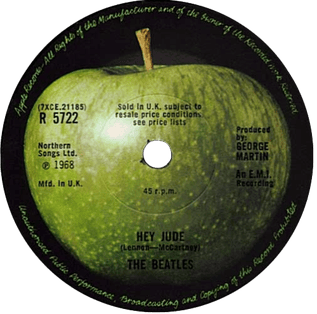 Apple Records. All Rights of the Manufacturer and of the Owner of the Recorded Work Reserved
(7XCE.21185)
R 5722
Sold in U.K. subject to
resale price conditions,
see price lists
Northern
Songs Ltd.
℗ 1968
Mfd. in U.K.
Produced
by:
GEORGE
MARTIN
An E.M.I.
Recording
45 r.p.m.
HEY JUDE
(Lennon—McCartney)
THE BEATLES
Unauthorised Public Performance, Broadcasting and Copying of this Record Prohibited